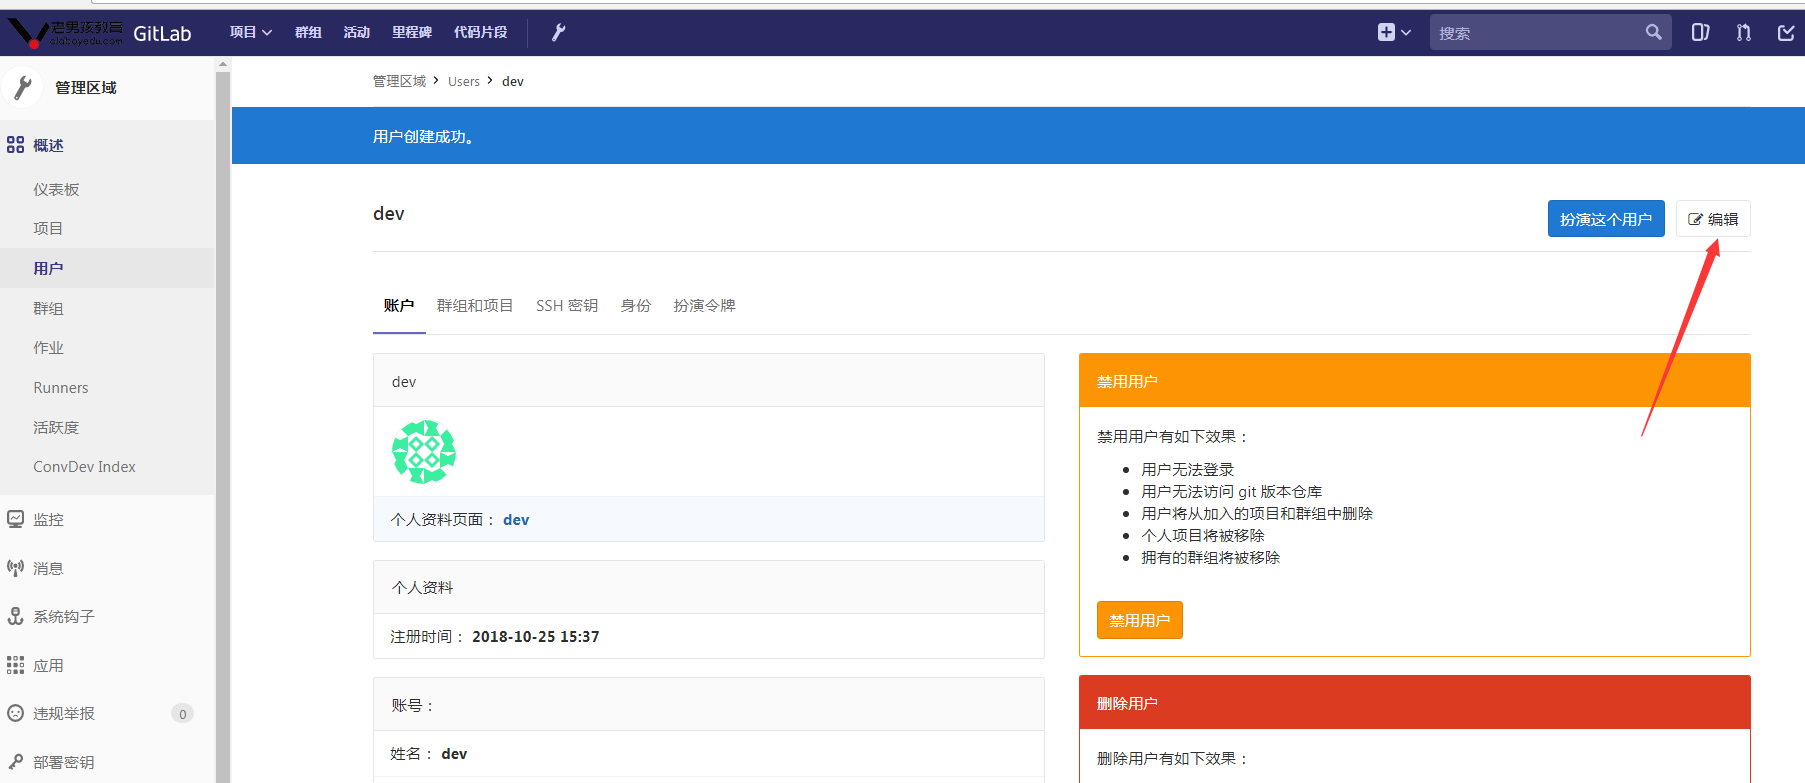 老男孩教育
oldboyedu.com
GitLab 项目 群组 活动 里程碑 代码片段 搜索
管理区域
管理区域 Users dev
用户创建成功。
概述
仪表板
项目
用户
群组
作业
Runners
活跃度
ConvDev Index
监控
消息
系统钩子
应用
违规举报 0
部署密钥
dev
扮演这个用户 编辑
账户 群组和项目 SSH 密钥 身份 扮演令牌
dev
个人资料页面： dev
个人资料
注册时间： 2018-10-25 15:37
账号：
姓名： dev
禁用用户
禁用用户有如下效果：
用户无法登录
用户无法访问 git 版本仓库
用户将从加入的项目和群组中删除
个人项目将被移除
拥有的群组将被移除
禁用用户
删除用户
删除用户有如下效果：